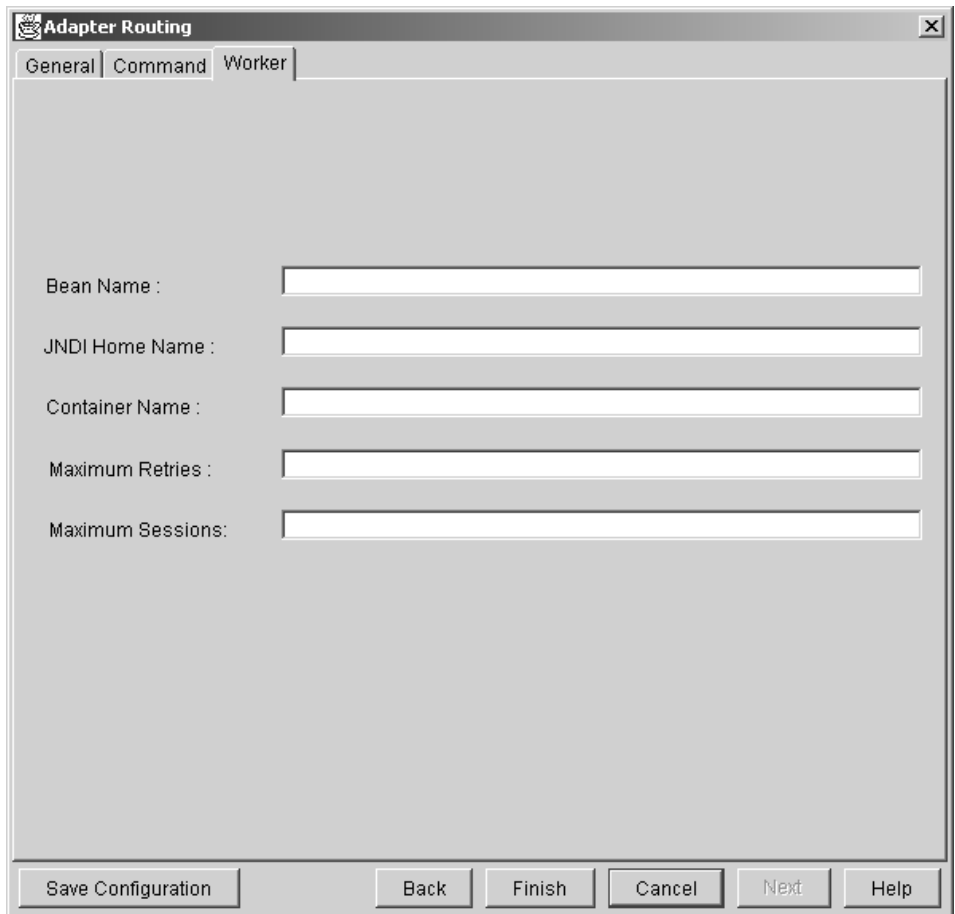 Adapter Routing
General Command Worker
Bean Name :
JNDI Home Name :
Container Name :
Maximum Retries :
Maximum Sessions:
Save Configuration Back Finish Cancel Next Help